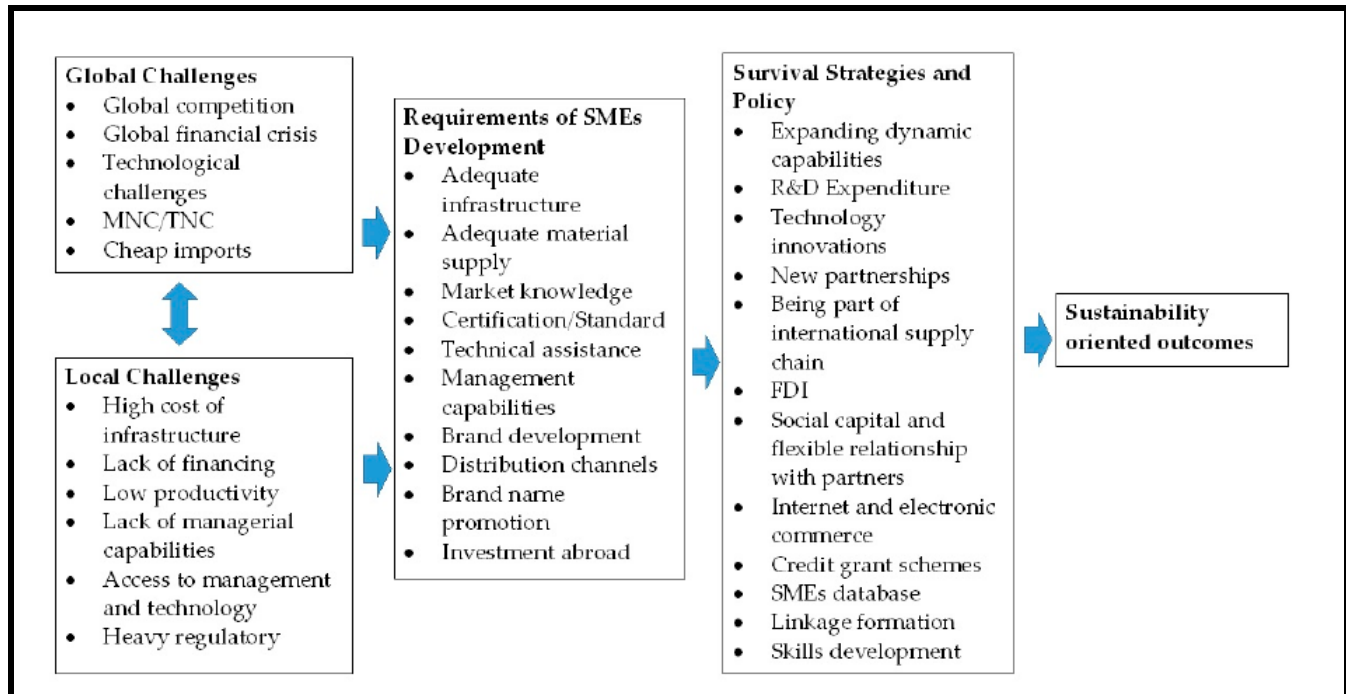 Global Challenges
• Global competition
• Global financial crisis
• Technological
challenges
• MNC/TNC
• Cheap imports
Local Challenges
• High cost of
infrastructure
• Lack of financing
• Low productivity
• Lack of managerial
capabilities
• Access to management
and technology
• Heavy regulatory
Requirements of SMEs
Development
• Adequate
infrastructure
• Adequate material
supply
• Market knowledge
• Certification/Standard
• Technical assistance
• Management
capabilities
• Brand development
• Distribution channels
• Brand name
promotion
• Investment abroad
Survival Strategies and
Policy
• Expanding dynamic
capabilities
• R&D Expenditure
• Technology
innovations
• New partnerships
• Being part of
international supply
chain
• FDI
• Social capital and
flexible relationship
with partners
• Internet and electronic
commerce
• Credit grant schemes
• SMEs database
• Linkage formation
• Skills development
Sustainability
oriented outcomes